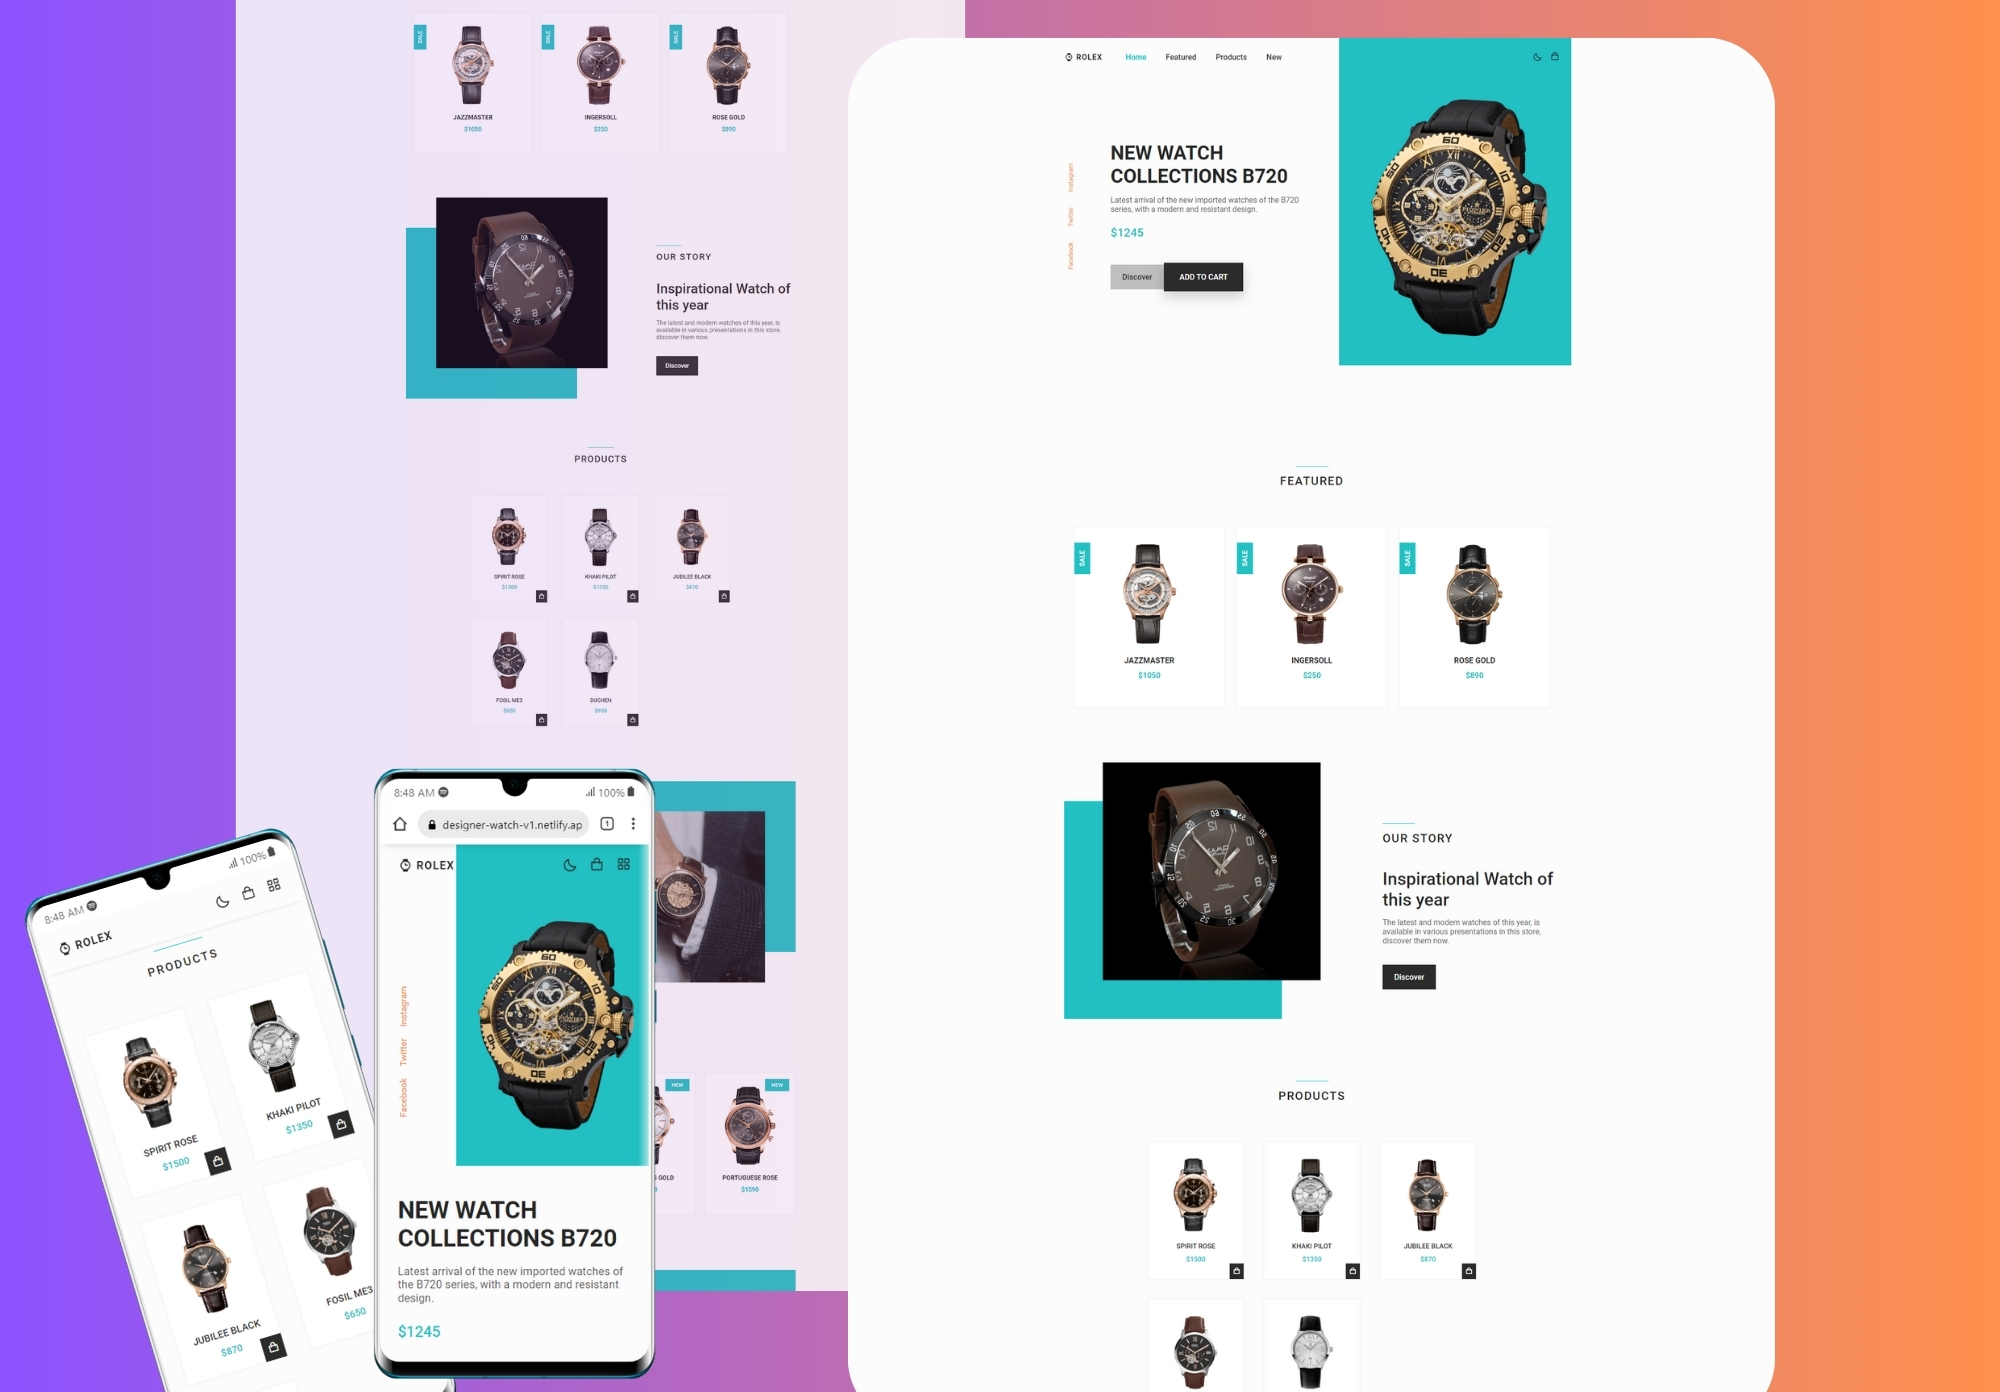 SALE
SALE
SALE
JAZZMASTER
$1050
INGERSOLL
$250
ROSE GOLD
$890
OUR STORY
Inspirational Watch of
this year
The latest and modern watches of this year, is
available in various presentations in this store,
discover them now.
Discover
PRODUCTS
SPIRIT ROSE
$1500
KHAKI PILOT
$1350
JUBILEE BLACK
$870
FOSIL ME3
$650
DUCHEN
$950
NEW
NEW
GOLD
PORTUGUESE ROSE
$1590
8:48 AM
100%
ROLEX
PRODUCTS
SPIRIT ROSE
$1500
KHAKI PILOT
$1350
JUBILEE BLACK
$870
FOSIL ME3
$650
8:48 AM
100%
designer-watch-v1.netlify.ap
1
ROLEX
Instagram
Twitter
Facebook
NEW WATCH
COLLECTIONS B720
Latest arrival of the new imported watches of
the B720 series, with a modern and resistant
design.
$1245
ROLEX
Home
Featured
Products
New
Instagram
Twitter
Facebook
NEW WATCH
COLLECTIONS B720
Latest arrival of the new imported watches of the B720
series, with a modern and resistant design.
$1245
Discover
ADD TO CART
FEATURED
SALE
SALE
SALE
JAZZMASTER
$1050
INGERSOLL
$250
ROSE GOLD
$890
OUR STORY
Inspirational Watch of
this year
The latest and modern watches of this year, is
available in various presentations in this store,
discover them now.
Discover
PRODUCTS
SPIRIT ROSE
$1500
KHAKI PILOT
$1350
JUBILEE BLACK
$870